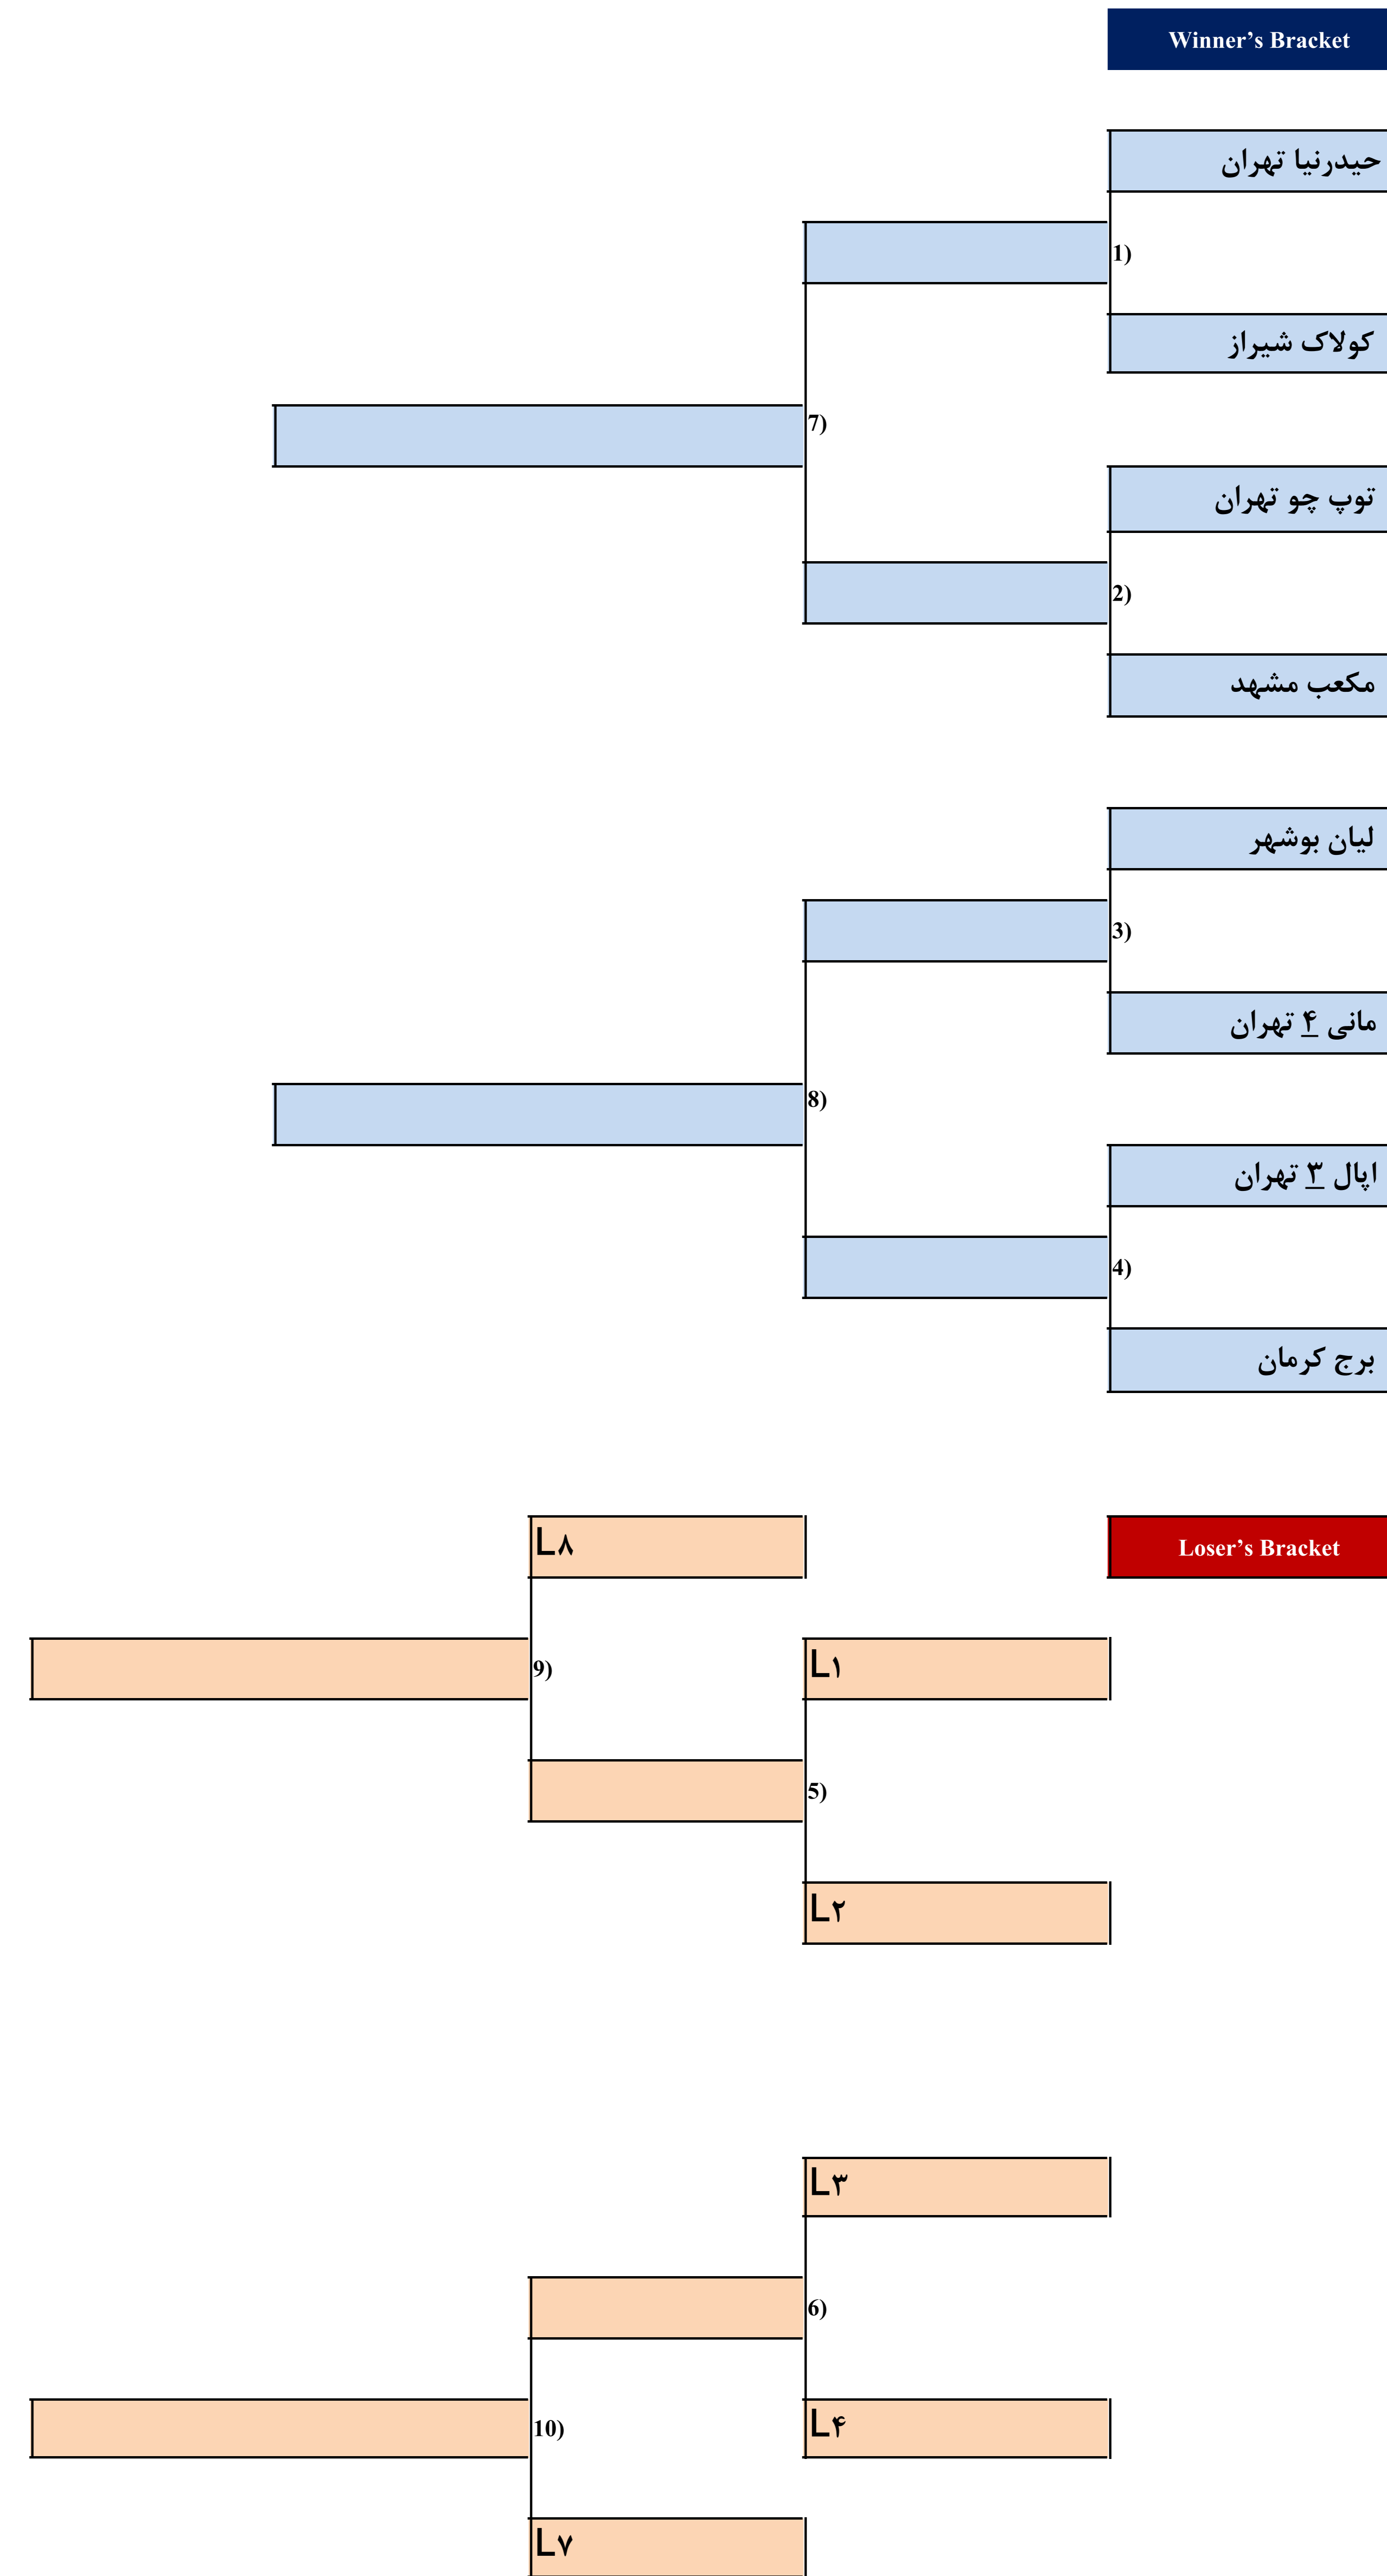 Winner’s Bracket
حیدرنیا تهران
1)
کولاک شیراز
7)
توپ چو تهران
2)
مکعب مشهد
لیان بوشهر
3)
مانی ۴ تهران
8)
اپال ۳ تهران
4)
برج کرمان
L۸
Loser’s Bracket
L۱
9)
5)
L۲
L۳
6)
L۴
10)
L۷